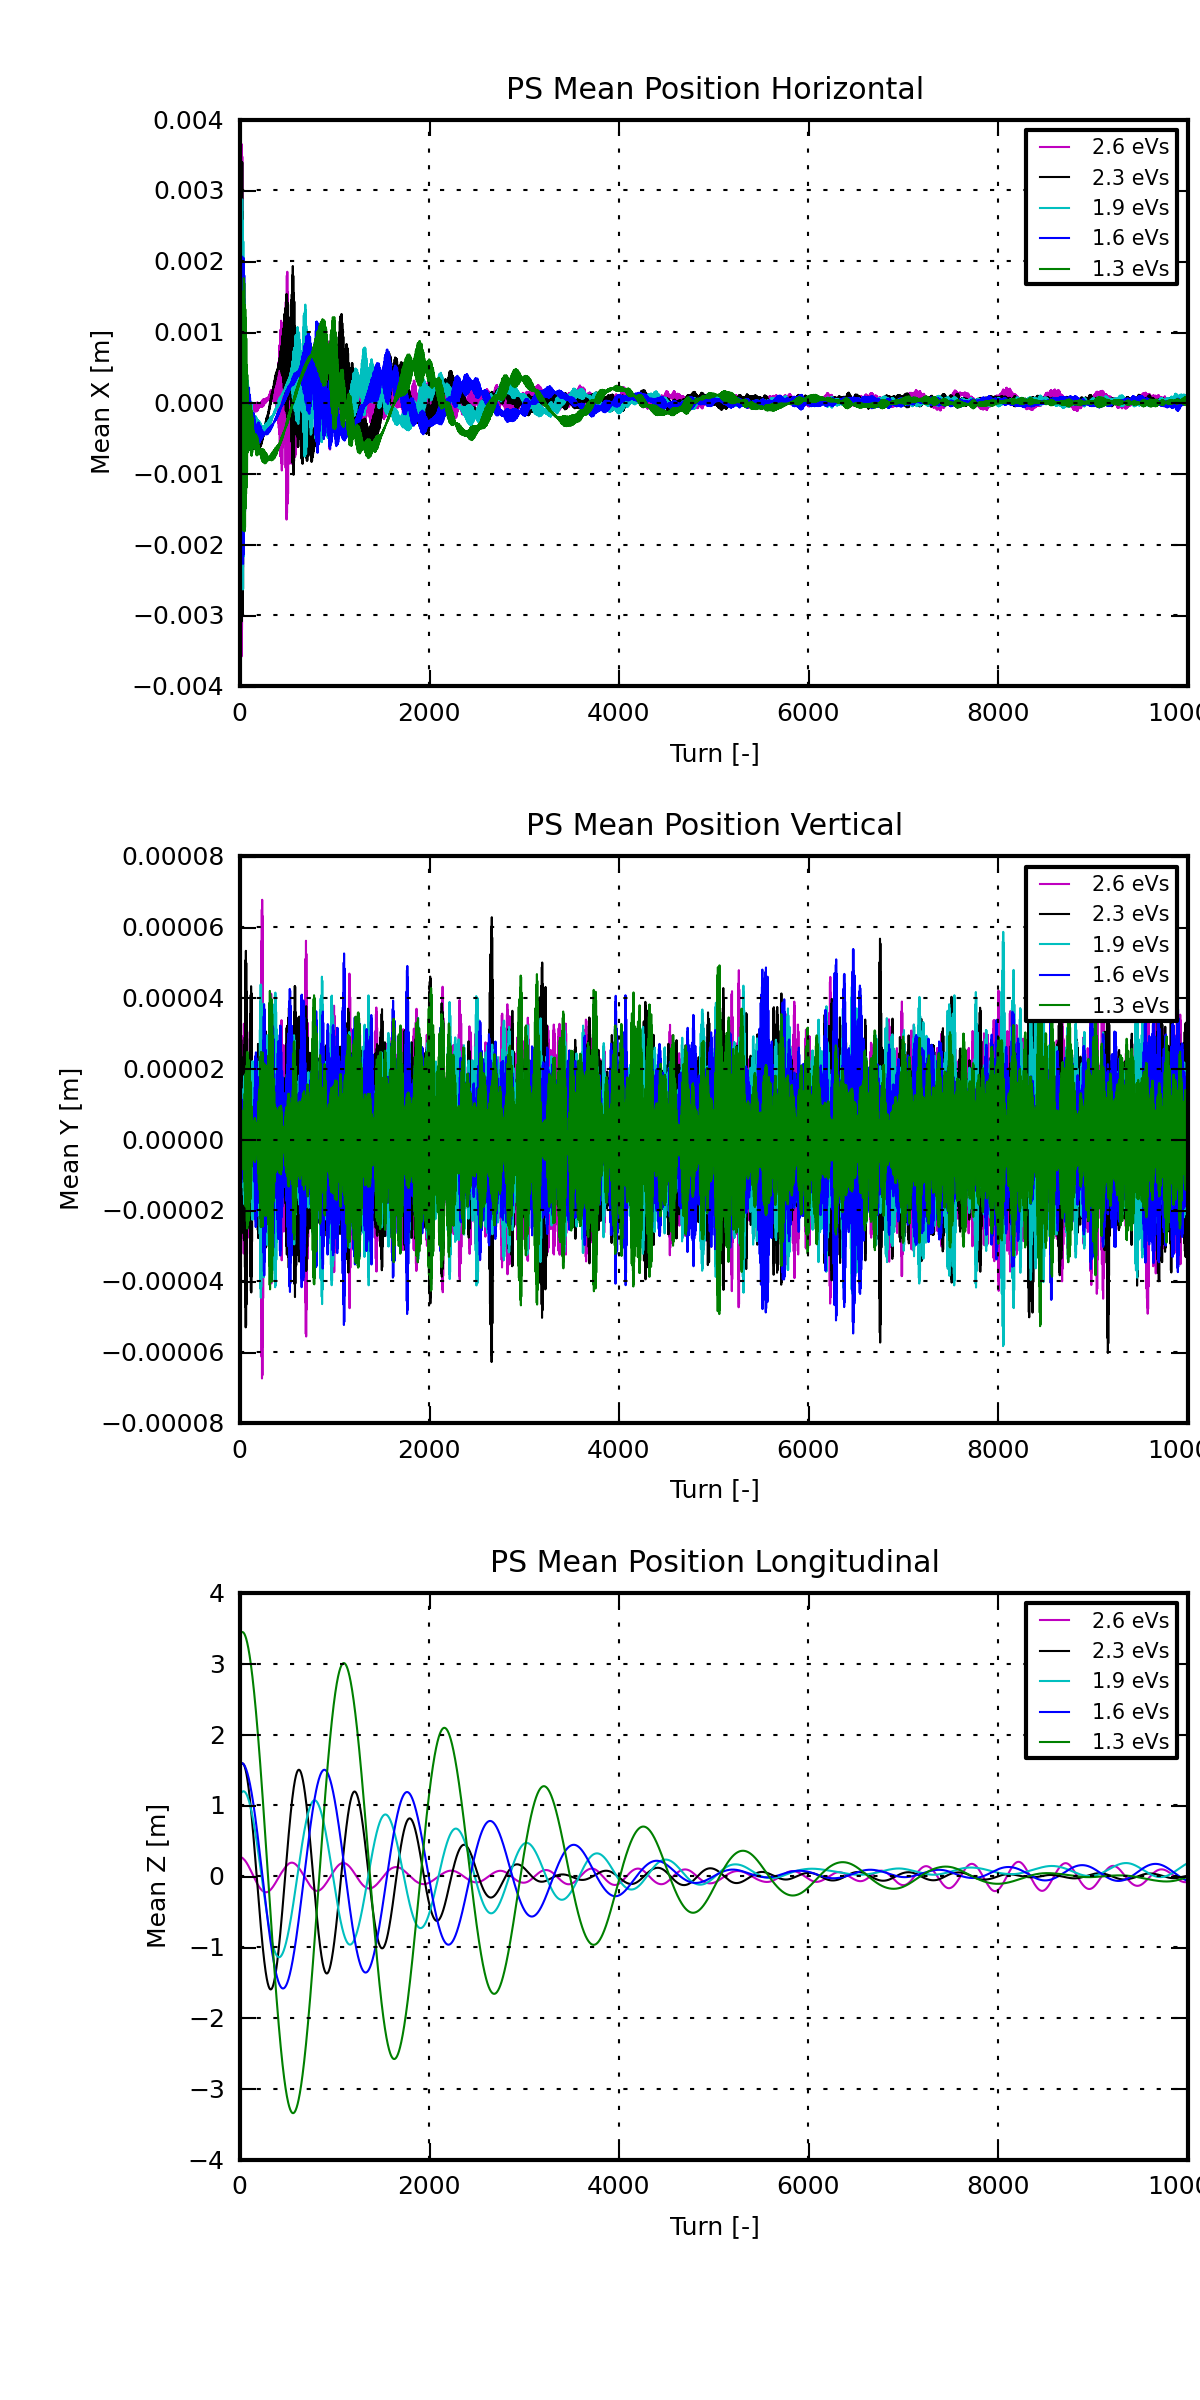 PS Mean Position Horizontal
0.004
0.003
0.002
0.001
0.000
−0.001
−0.002
−0.003
−0.004
Mean X [m]
2.6 eVs
2.3 eVs
1.9 eVs
1.6 eVs
1.3 eVs
0 2000 4000 6000 8000 1000
Turn [-]
PS Mean Position Vertical
0.00008
0.00006
0.00004
0.00002
0.00000
−0.00002
−0.00004
−0.00006
−0.00008
Mean Y [m]
2.6 eVs
2.3 eVs
1.9 eVs
1.6 eVs
1.3 eVs
0 2000 4000 6000 8000 1000
Turn [-]
PS Mean Position Longitudinal
4
3
2
1
0
−1
−2
−3
−4
Mean Z [m]
2.6 eVs
2.3 eVs
1.9 eVs
1.6 eVs
1.3 eVs
0 2000 4000 6000 8000 1000
Turn [-]